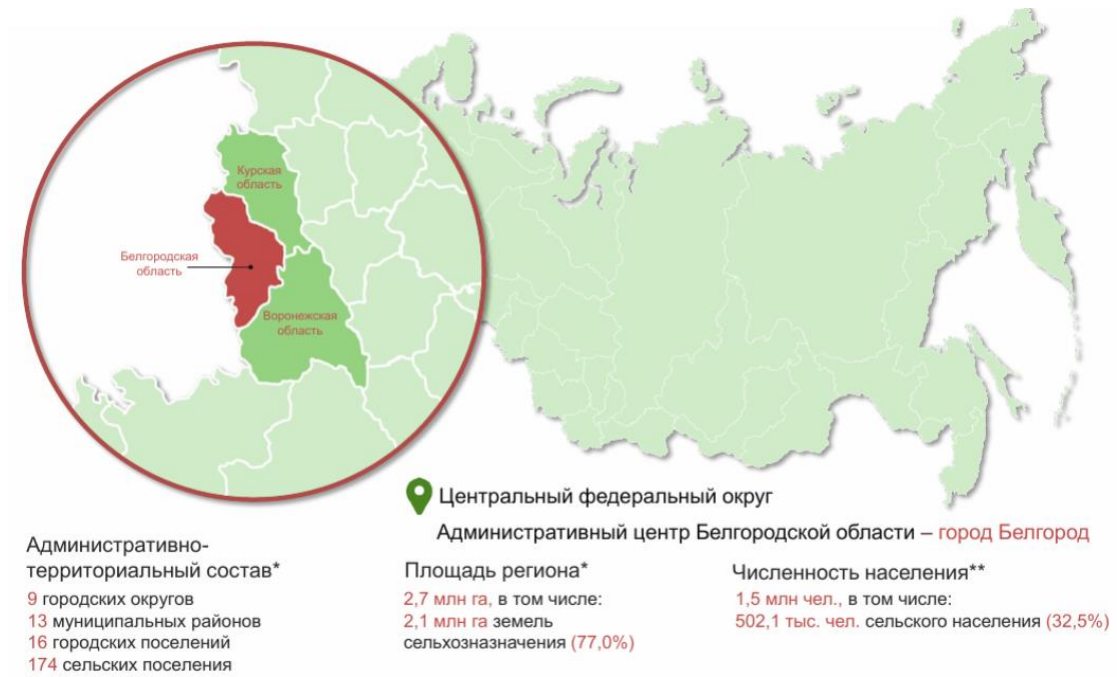 Курская
область
Белгородская
область
Воронежская
область
Центральный федеральный округ
Административный центр Белгородской области – город Белгород
Административно-
территориальный состав*
9 городских округов
13 муниципальных районов
16 городских поселений
174 сельских поселения
Площадь региона*
2,7 млн га, в том числе:
2,1 млн га земель
сельхозназначения (77,0%)
Численность населения**
1,5 млн чел., в том числе:
502,1 тыс. чел. сельского населения (32,5%)